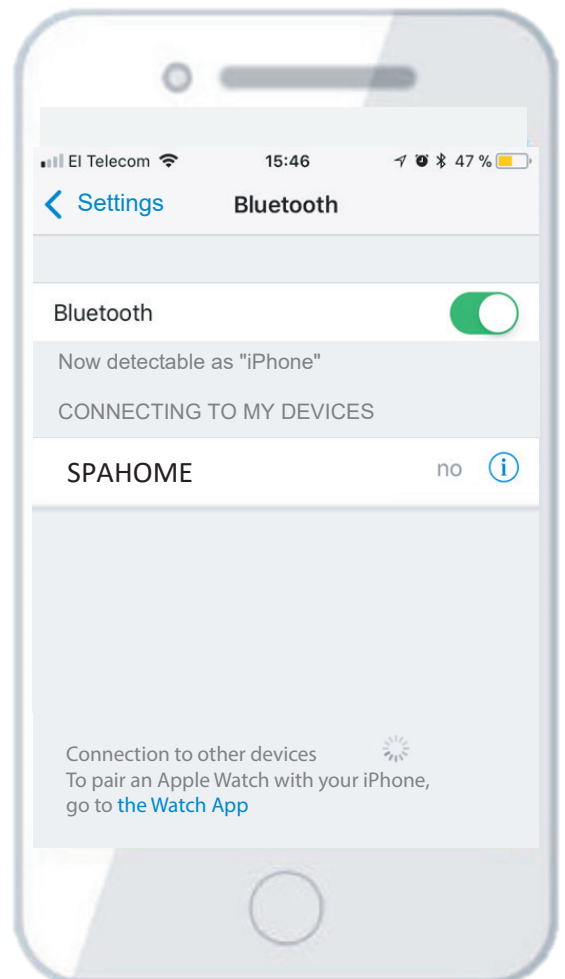 El Telecom 15:46 47 %
Settings Bluetooth
Bluetooth
Now detectable as "iPhone"
CONNECTING TO MY DEVICES
SPAHOME no i
Connection to other devices
To pair an Apple Watch with your iPhone,
go to the Watch App